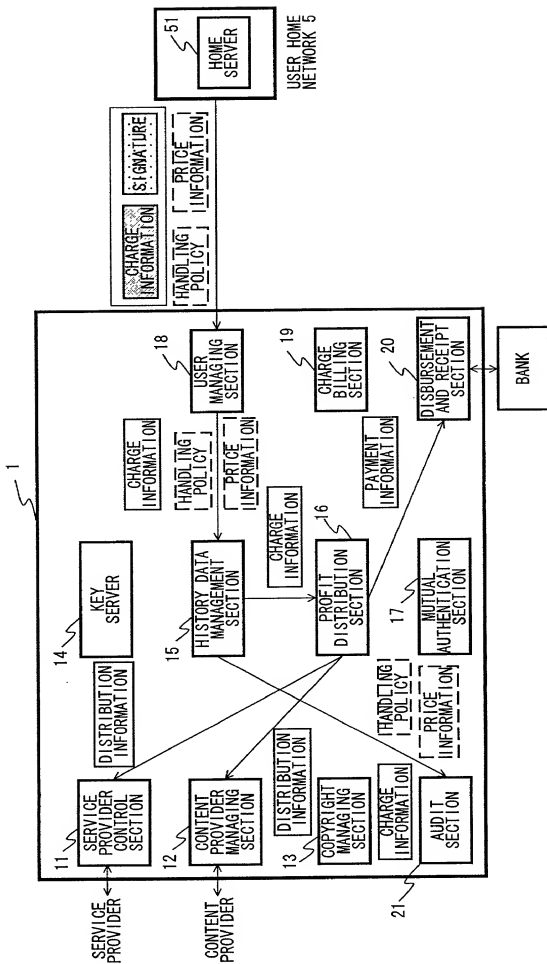 1
SERVICE
PROVIDER
CONTENT
PROVIDER
11
SERVICE
PROVIDER
CONTROL
SECTION
12
CONTENT
PROVIDER
MANAGING
SECTION
13
COPYRIGHT
MANAGING
SECTION
21
AUDIT
SECTION
DISTRIBUTION
INFORMATION
DISTRIBUTION
INFORMATION
CHARGE
INFORMATION
HANDLING
POLICY
PRICE
INFORMATION
14
KEY
SERVER
15
HISTORY DATA
MANAGEMENT
SECTION
16
PROFIT
DISTRIBUTION
SECTION
17
MUTUAL
AUTHENTICATION
SECTION
CHARGE
INFORMATION
HANDLING
POLICY
PRICE
INFORMATION
CHARGE
INFORMATION
PAYMENT
INFORMATION
18
USER
MANAGING
SECTION
19
CHARGE
BILLING
SECTION
20
DISBURSEMENT
AND RECEIPT
SECTION
BANK
CHARGE
INFORMATION
SIGNATURE
HANDLING
POLICY
PRICE
INFORMATION
51
HOME
SERVER
USER HOME
NETWORK 5